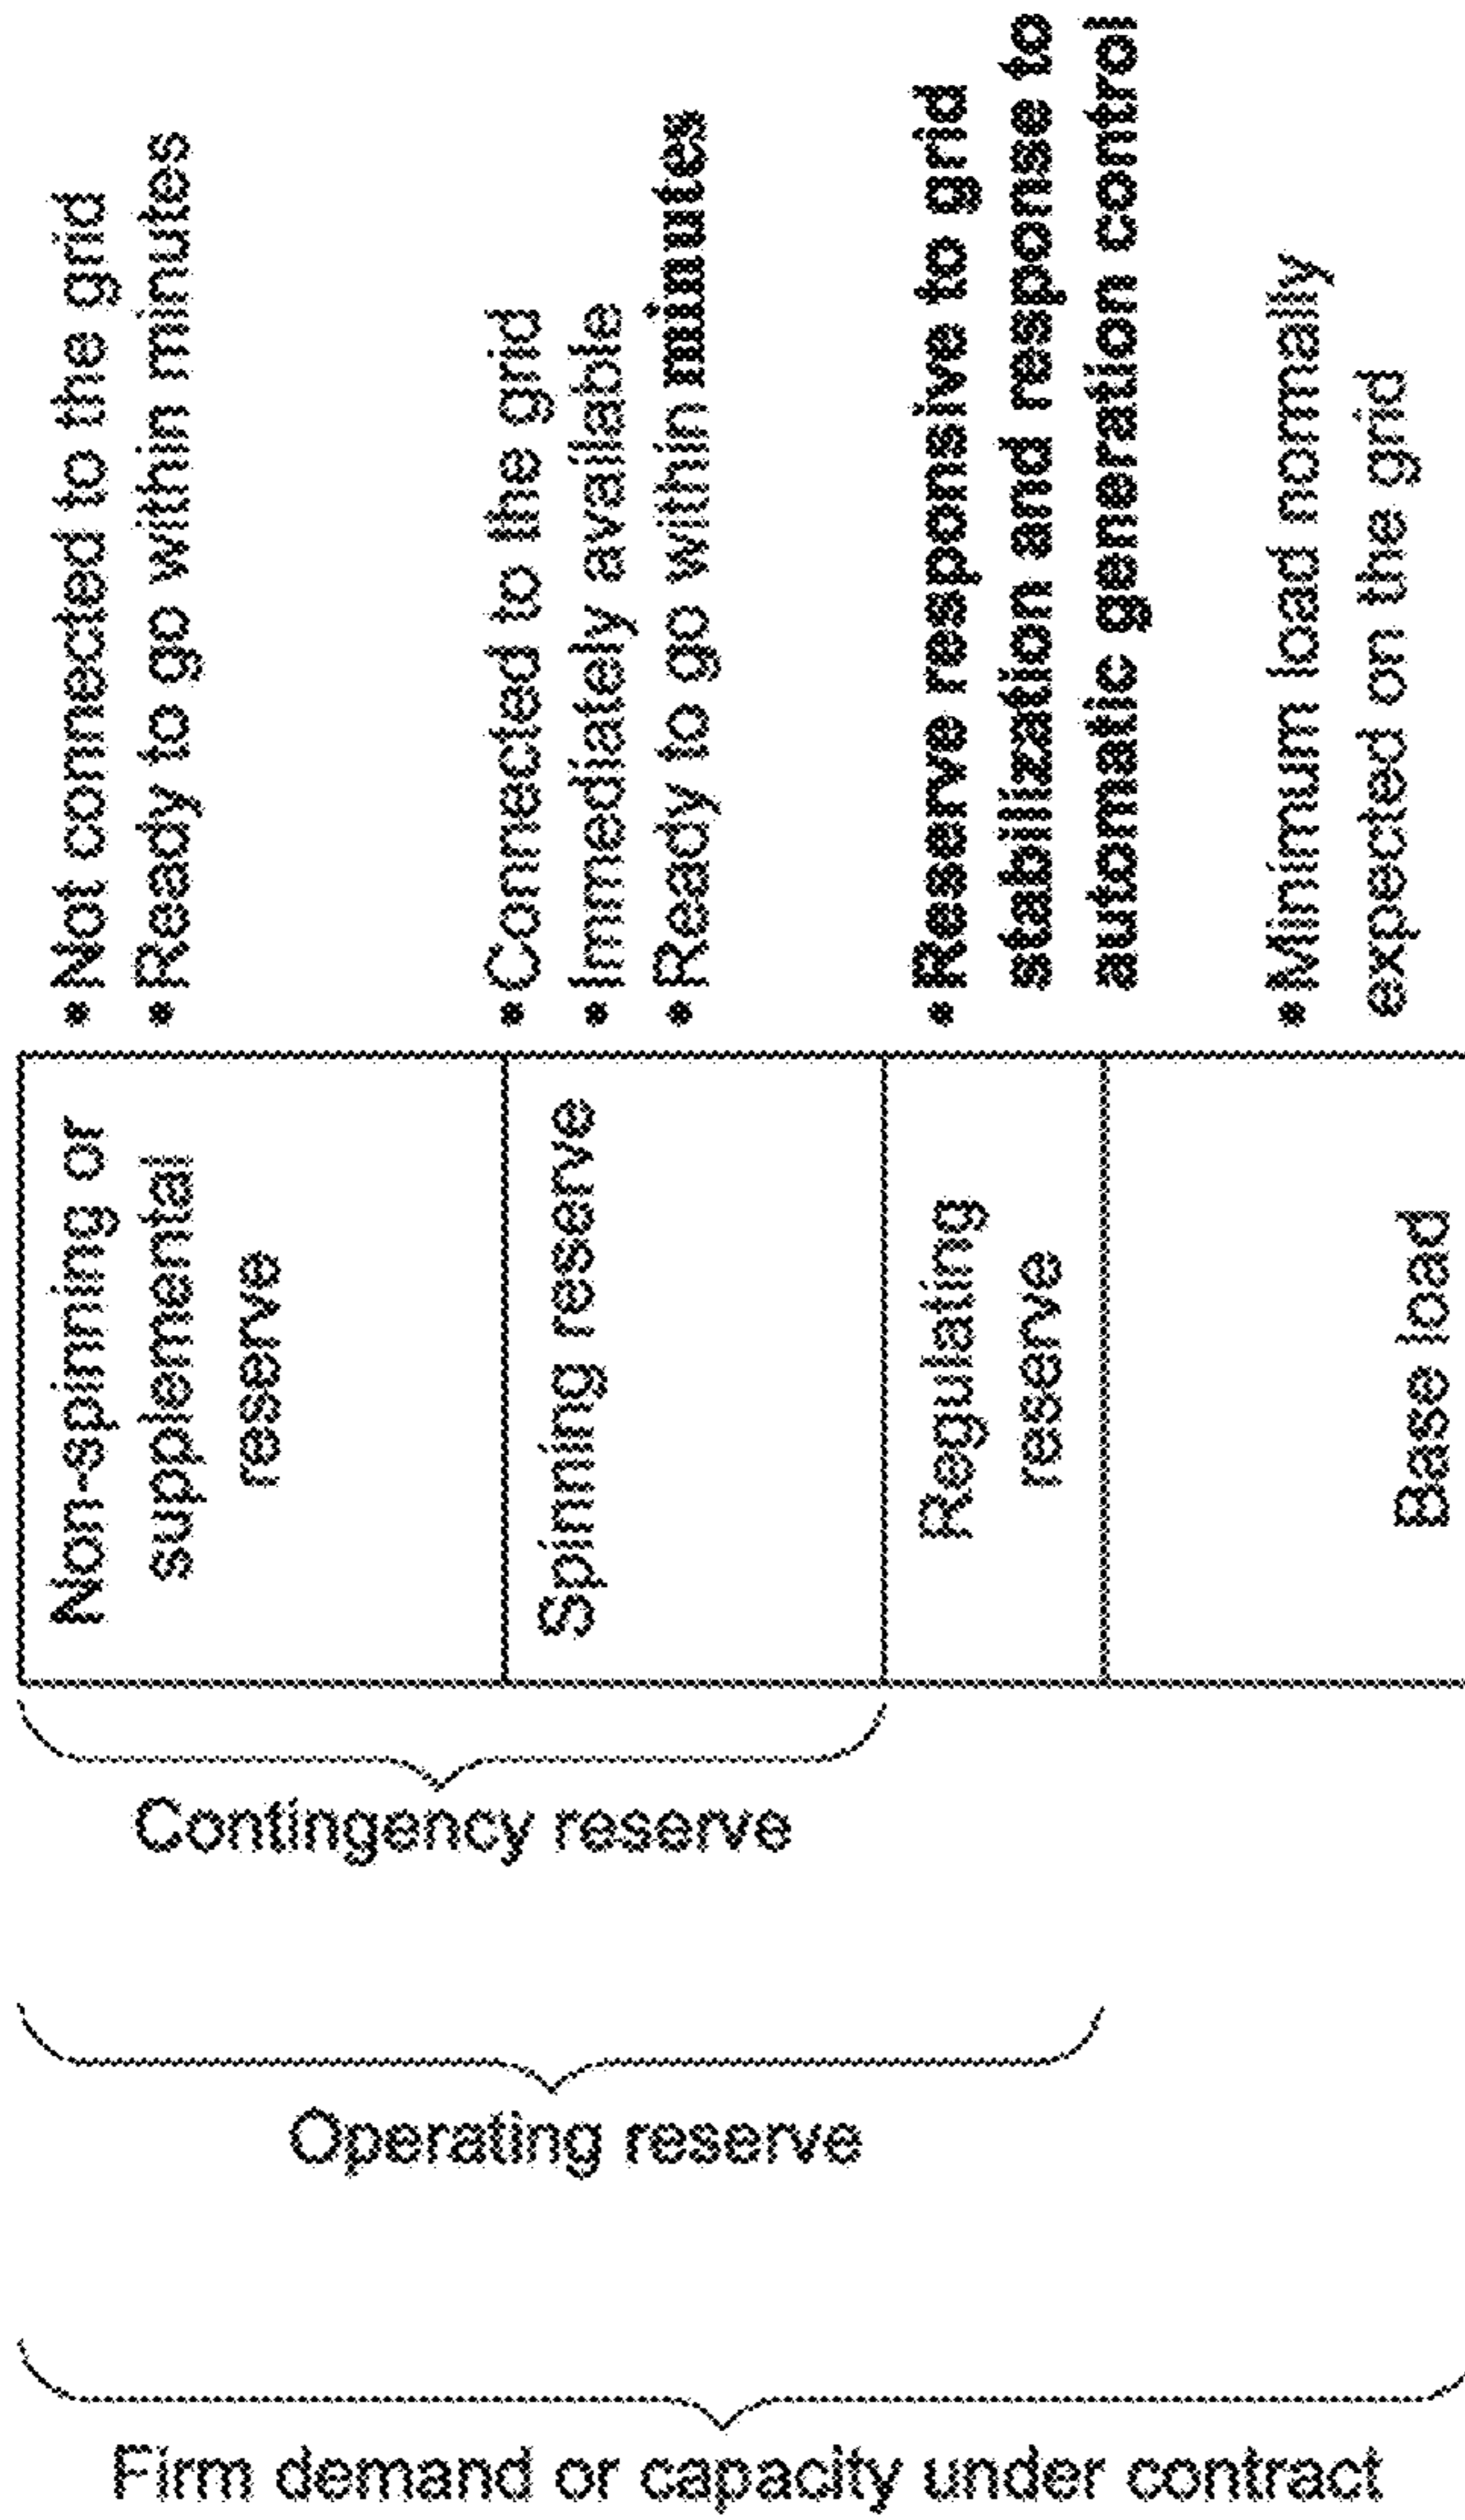 Non-spinning or
supplemental
reserve
• Not connected to the grid
• Ready to go within minutes
Spinning reserve
• Connected to the grid
• Immediately available
• Ready to go within minutes
Regulating
reserve
• Reserve responsive to grid
stabilization and response to
automatic generation control
Base load
• Minimum load normally
expected on the grid
Contingency reserve
Operating reserve
Firm demand or capacity under contract